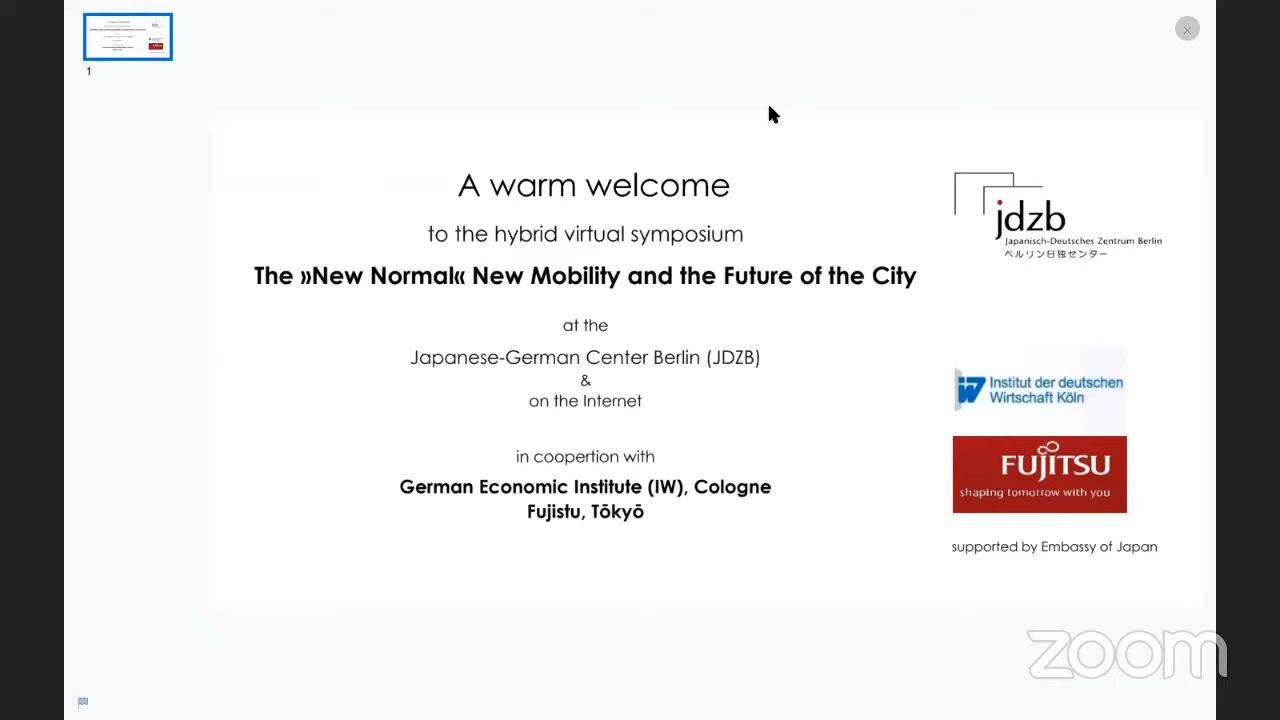 1
A warm welcome
to the hybrid virtual symposium
The »New Normal« New Mobility and the Future of the City
at the
Japanese-German Center Berlin (JDZB)
&
on the Internet
in coopertion with
German Economic Institute (IW), Cologne
Fujistu, Tōkyō
jdzb
Japanisch-Deutsches Zentrum Berlin
ベルリン日独センター
iw Institut der deutschen
Wirtschaft Köln
FUJITSU
shaping tomorrow with you
supported by Embassy of Japan
zoom